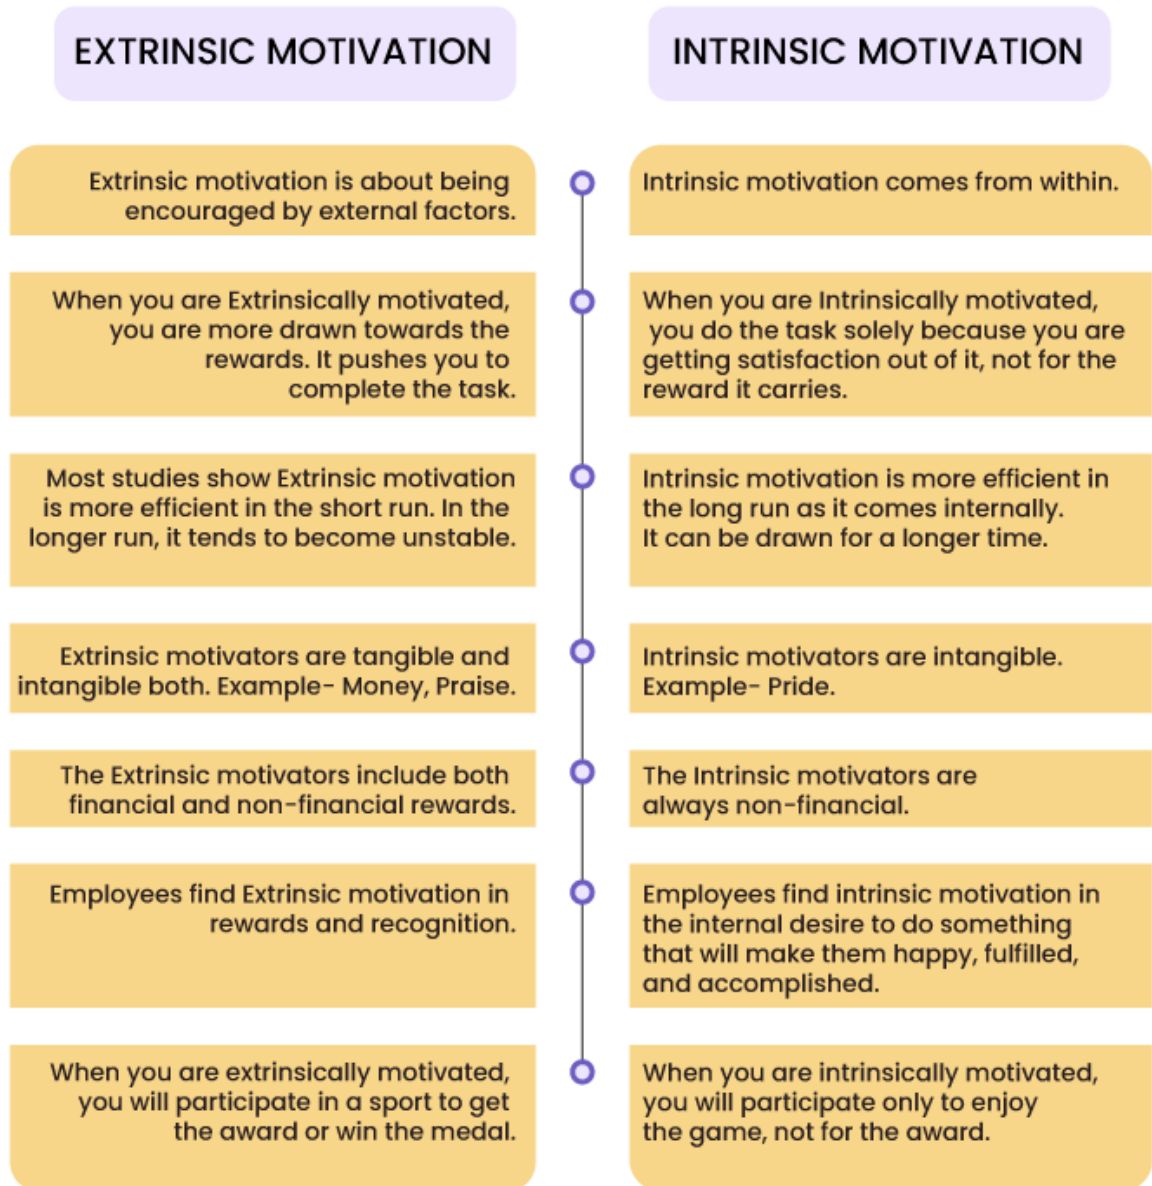 EXTRINSIC MOTIVATION
INTRINSIC MOTIVATION
Extrinsic motivation is about being
encouraged by external factors.
Intrinsic motivation comes from within.
When you are Extrinsically motivated,
you are more drawn towards the
rewards. It pushes you to
complete the task.
When you are Intrinsically motivated,
you do the task solely because you are
getting satisfaction out of it, not for the
reward it carries.
Most studies show Extrinsic motivation
is more efficient in the short run. In the
longer run, it tends to become unstable.
Intrinsic motivation is more efficient in
the long run as it comes internally.
It can be drawn for a longer time.
Extrinsic motivators are tangible and
intangible both. Example- Money, Praise.
Intrinsic motivators are intangible.
Example- Pride.
The Extrinsic motivators include both
financial and non-financial rewards.
The Intrinsic motivators are
always non-financial.
Employees find Extrinsic motivation in
rewards and recognition.
Employees find intrinsic motivation in
the internal desire to do something
that will make them happy, fulfilled,
and accomplished.
When you are extrinsically motivated,
you will participate in a sport to get
the award or win the medal.
When you are intrinsically motivated,
you will participate only to enjoy
the game, not for the award.